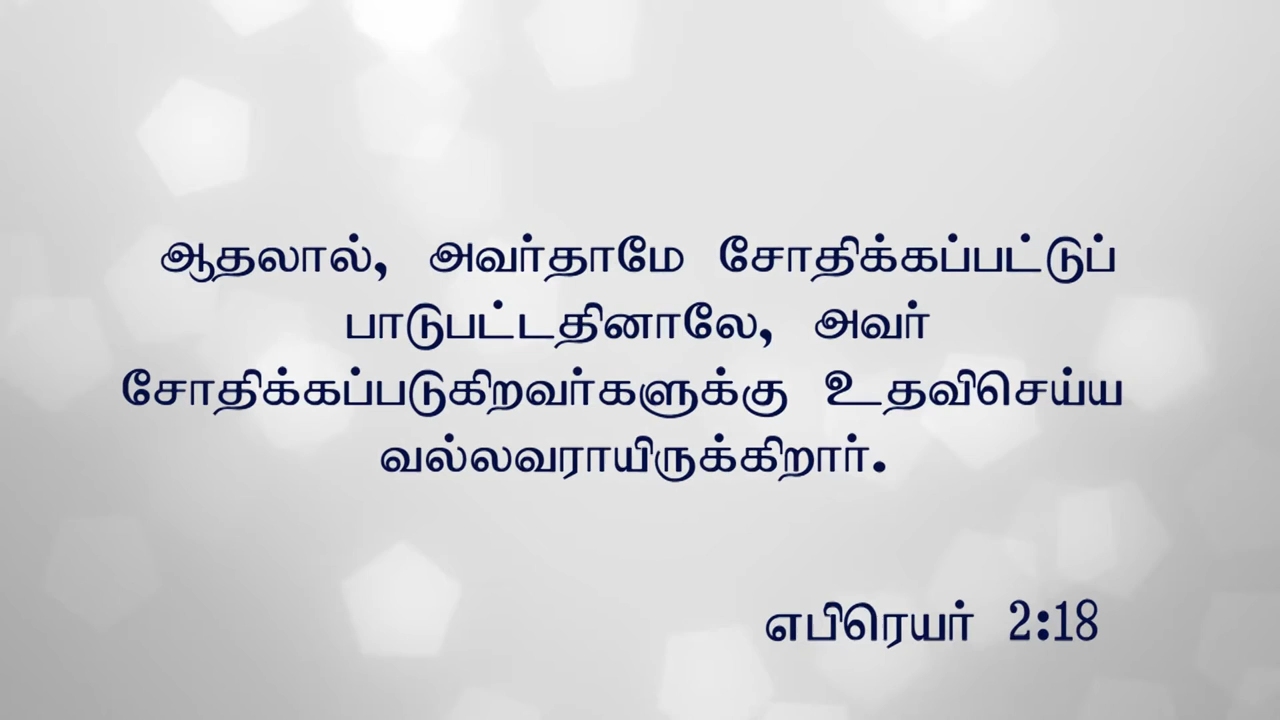 ஆதலால், அவர்தாமே சோதிக்கப்பட்டுப்
பாடுபட்டதினாலே, அவர்
சோதிக்கப்படுகிறவர்களுக்கு உதவிசெய்ய
வல்லவராயிருக்கிறார்.
எபிரெயர் 2:18